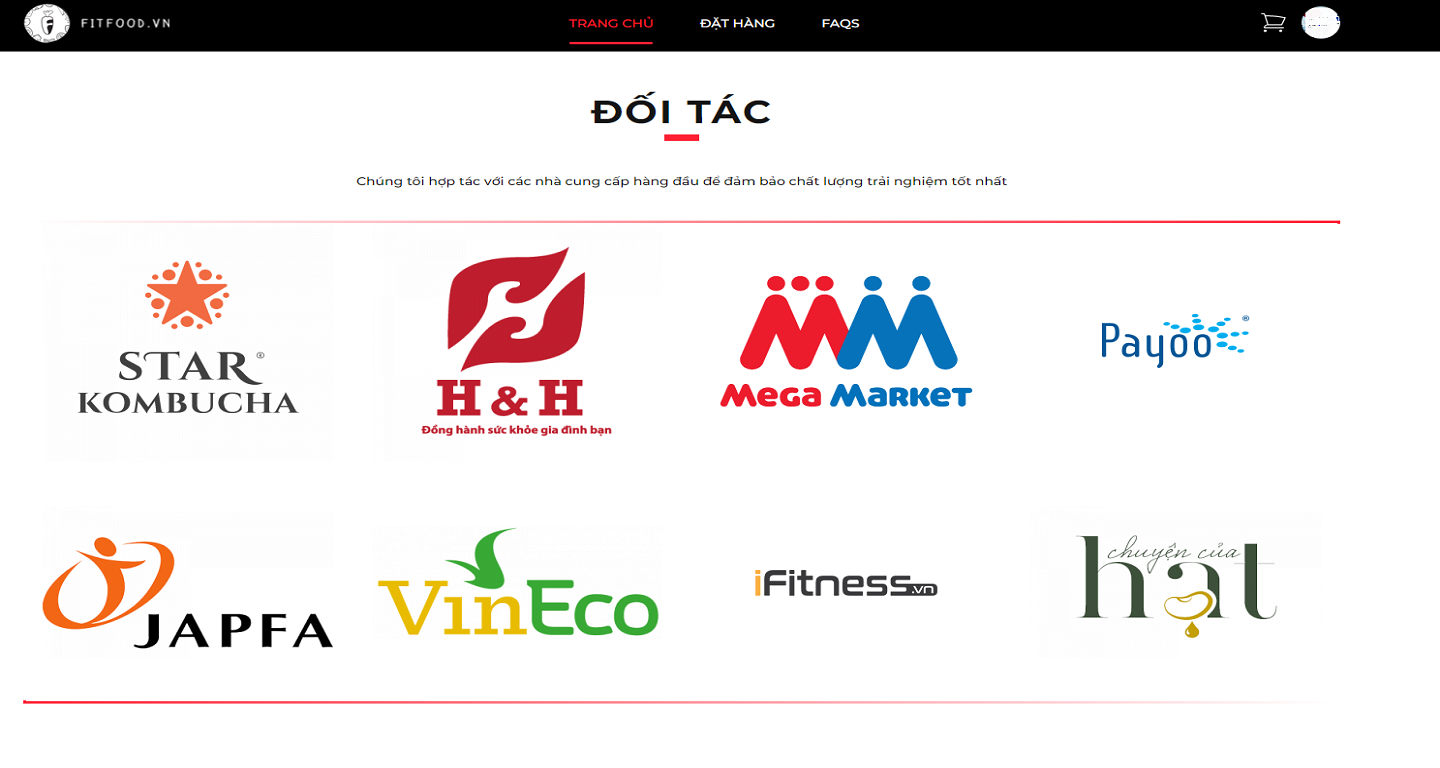 FITFOOD.VN
TRANG CHỦ
ĐẶT HÀNG
FAQS
ĐỐI TÁC
Chúng tôi hợp tác với các nhà cung cấp hàng đầu để đảm bảo chất lượng trải nghiệm tốt nhất
STAR®
KOMBUCHA
H & H
Đồng hành sức khỏe gia đình bạn
MEGA MARKET
Payoo®
JAPFA
VinEco
iFitness.vn
chuyện của
hạt